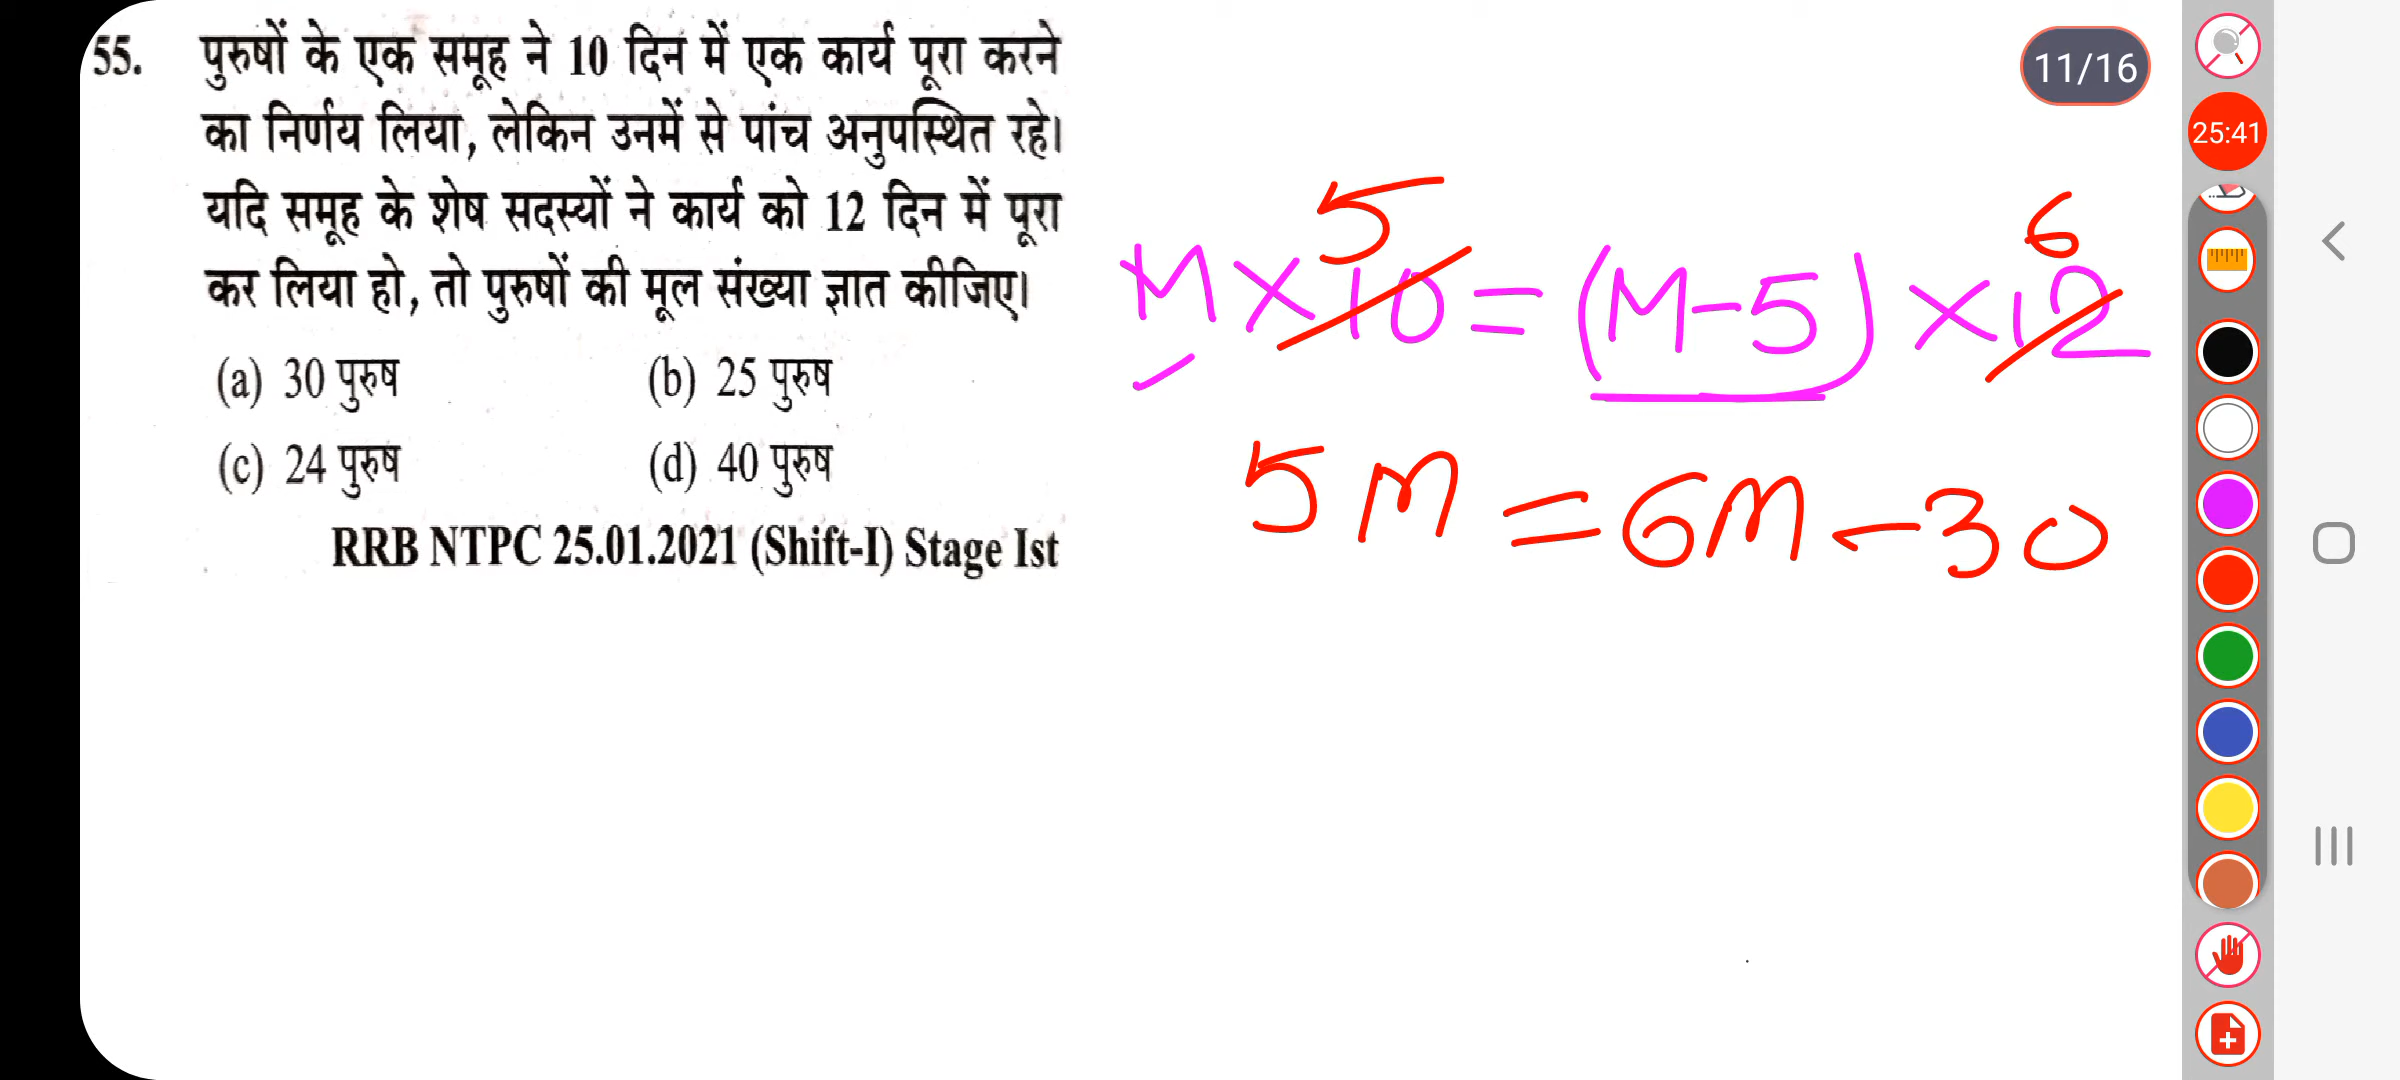 55. पुरुषों के एक समूह ने 10 दिन में एक कार्य पूरा करने
का निर्णय लिया, लेकिन उनमें से पांच अनुपस्थित रहे।
यदि समूह के शेष सदस्यों ने कार्य को 12 दिन में पूरा
कर लिया हो, तो पुरुषों की मूल संख्या ज्ञात कीजिए।
(a) 30 पुरुष (b) 25 पुरुष
(c) 24 पुरुष (d) 40 पुरुष
RRB NTPC 25.01.2021 (Shift-I) Stage Ist
11/16
25:41
5 6
M×10=(M-5)×12
5M=6M-30